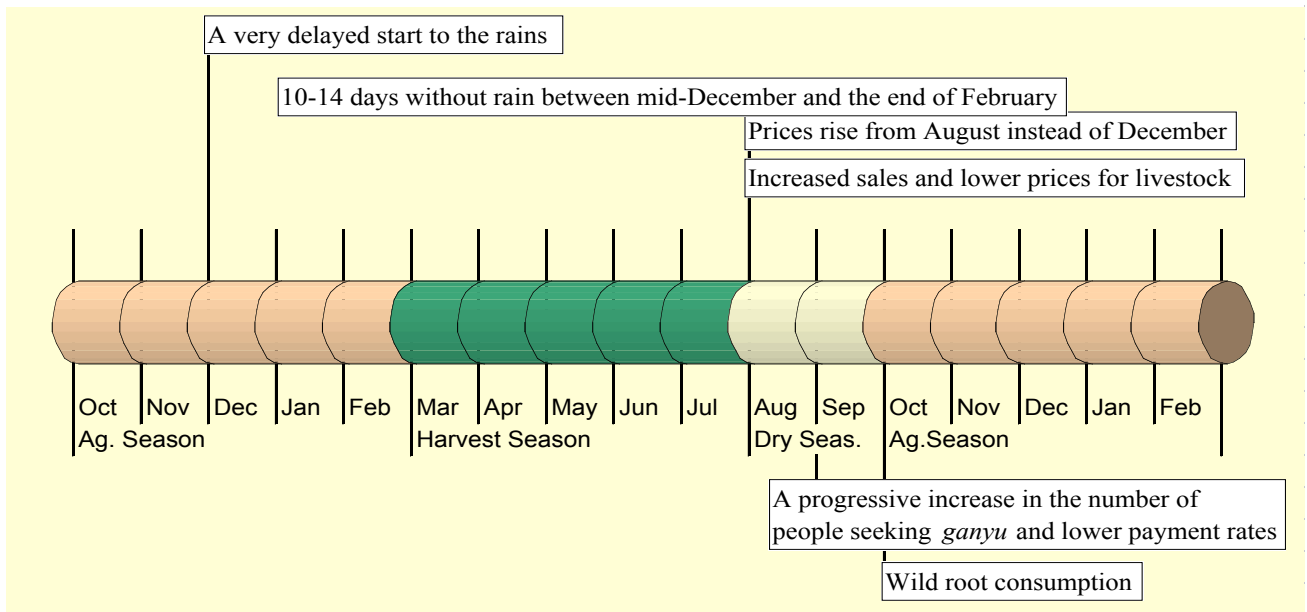 A very delayed start to the rains
10-14 days without rain between mid-December and the end of February
Prices rise from August instead of December
Increased sales and lower prices for livestock
Oct Nov Dec Jan Feb Mar Apr May Jun Jul Aug Sep Oct Nov Dec Jan Feb
Ag. Season Harvest Season Dry Seas. Ag.Season
A progressive increase in the number of
people seeking ganyu and lower payment rates
Wild root consumption